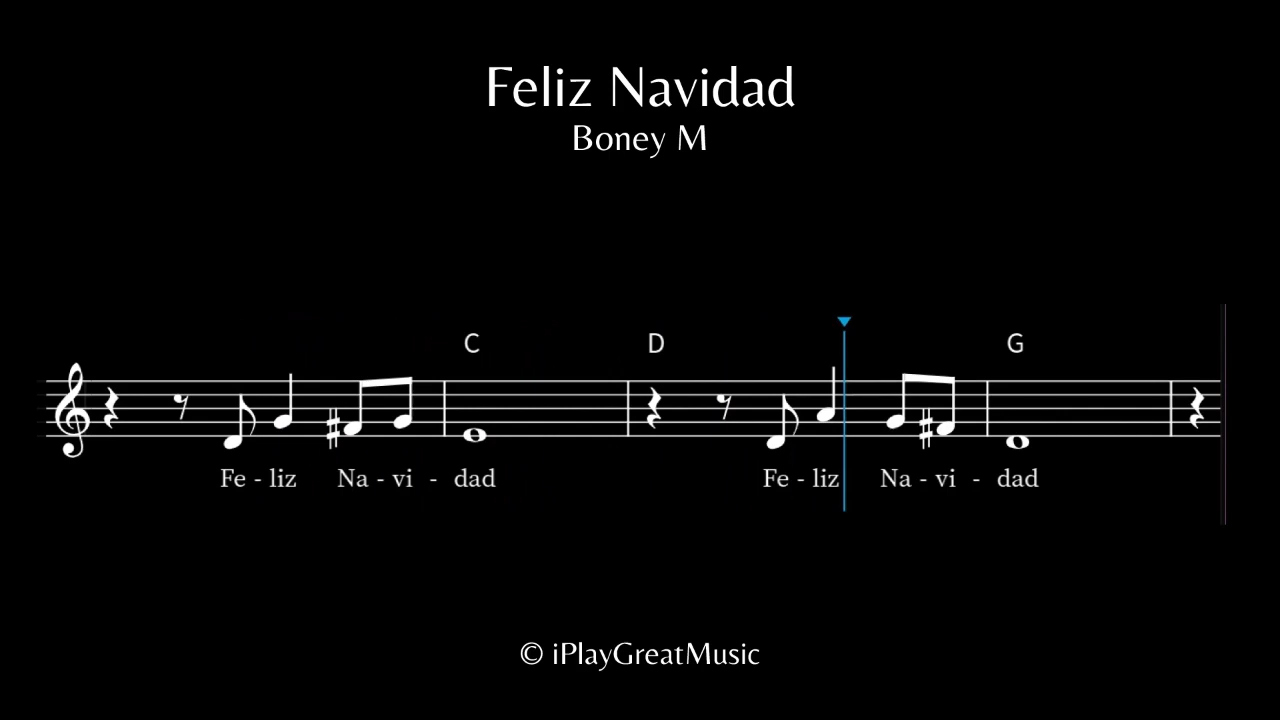 Feliz Navidad
Boney M
C D G
Fe - liz Na - vi - dad Fe - liz Na - vi - dad
© iPlayGreatMusic